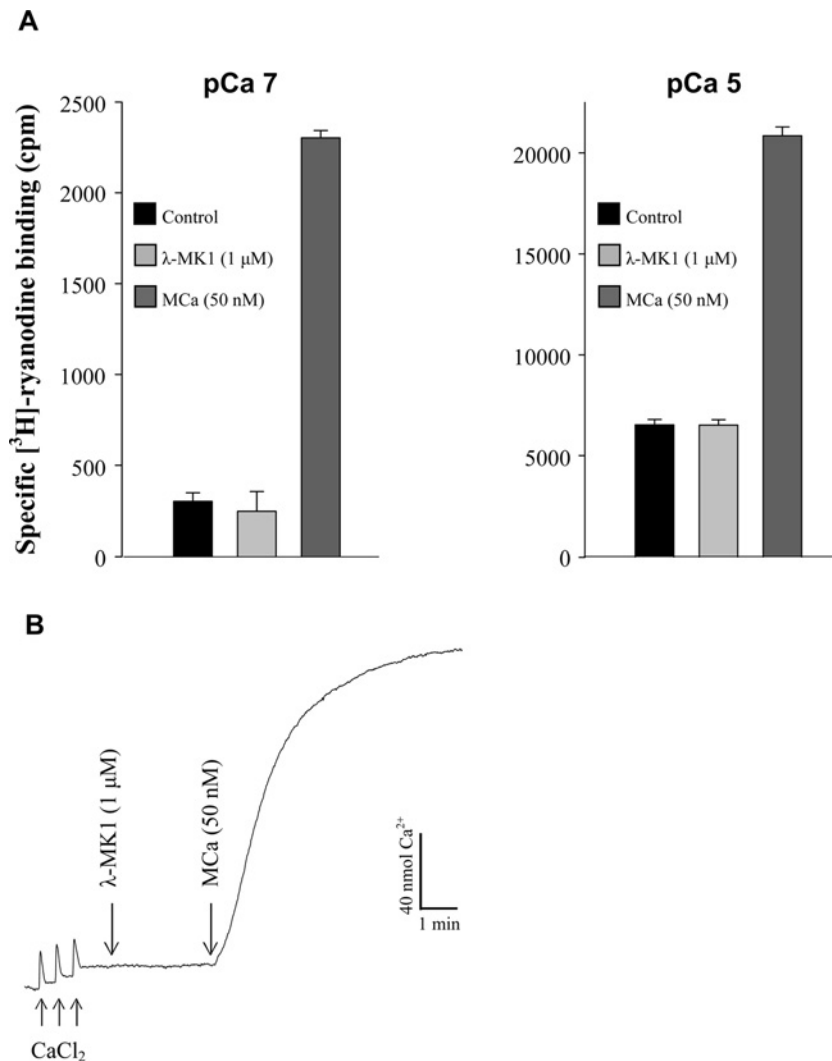 A
pCa 7
pCa 5
Specific [³H]-ryanodine binding (cpm)
2500
2000
1500
1000
500
0
Control
λ-MK1 (1 μM)
MCa (50 nM)
20000
15000
10000
5000
0
Control
λ-MK1 (1 μM)
MCa (50 nM)
B
λ-MK1 (1 μM)
MCa (50 nM)
40 nmol Ca²⁺
1 min
CaCl₂